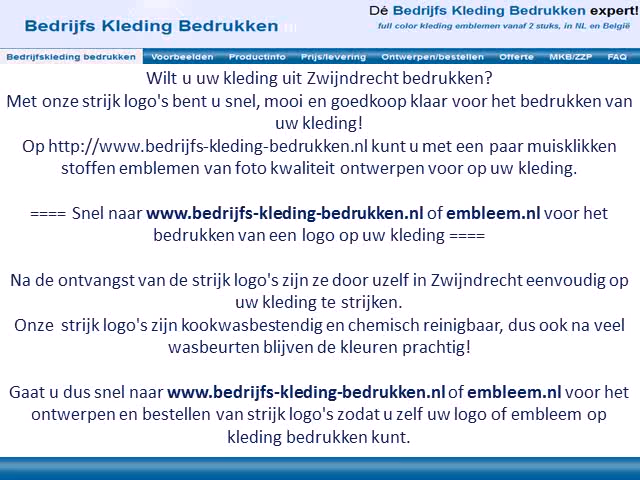 Bedrijfs Kleding Bedrukken.nl
Dé Bedrijfs Kleding Bedrukken expert!
full color kleding emblemen vanaf 2 stuks, in NL en België
Bedrijfskleding bedrukken Voorbeelden Productinfo Prijs/levering Ontwerpen/bestellen Offerte MKB/ZZP FAQ
Wilt u uw kleding uit Zwijndrecht bedrukken?
Met onze strijk logo's bent u snel, mooi en goedkoop klaar voor het bedrukken van
uw kleding!
Op http://www.bedrijfs-kleding-bedrukken.nl kunt u met een paar muisklikken
stoffen emblemen van foto kwaliteit ontwerpen voor op uw kleding.
==== Snel naar www.bedrijfs-kleding-bedrukken.nl of embleem.nl voor het
bedrukken van een logo op uw kleding ====
Na de ontvangst van de strijk logo's zijn ze door uzelf in Zwijndrecht eenvoudig op
uw kleding te strijken.
Onze strijk logo's zijn kookwasbestendig en chemisch reinigbaar, dus ook na veel
wasbeurten blijven de kleuren prachtig!
Gaat u dus snel naar www.bedrijfs-kleding-bedrukken.nl of embleem.nl voor het
ontwerpen en bestellen van strijk logo's zodat u zelf uw logo of embleem op
kleding bedrukken kunt.